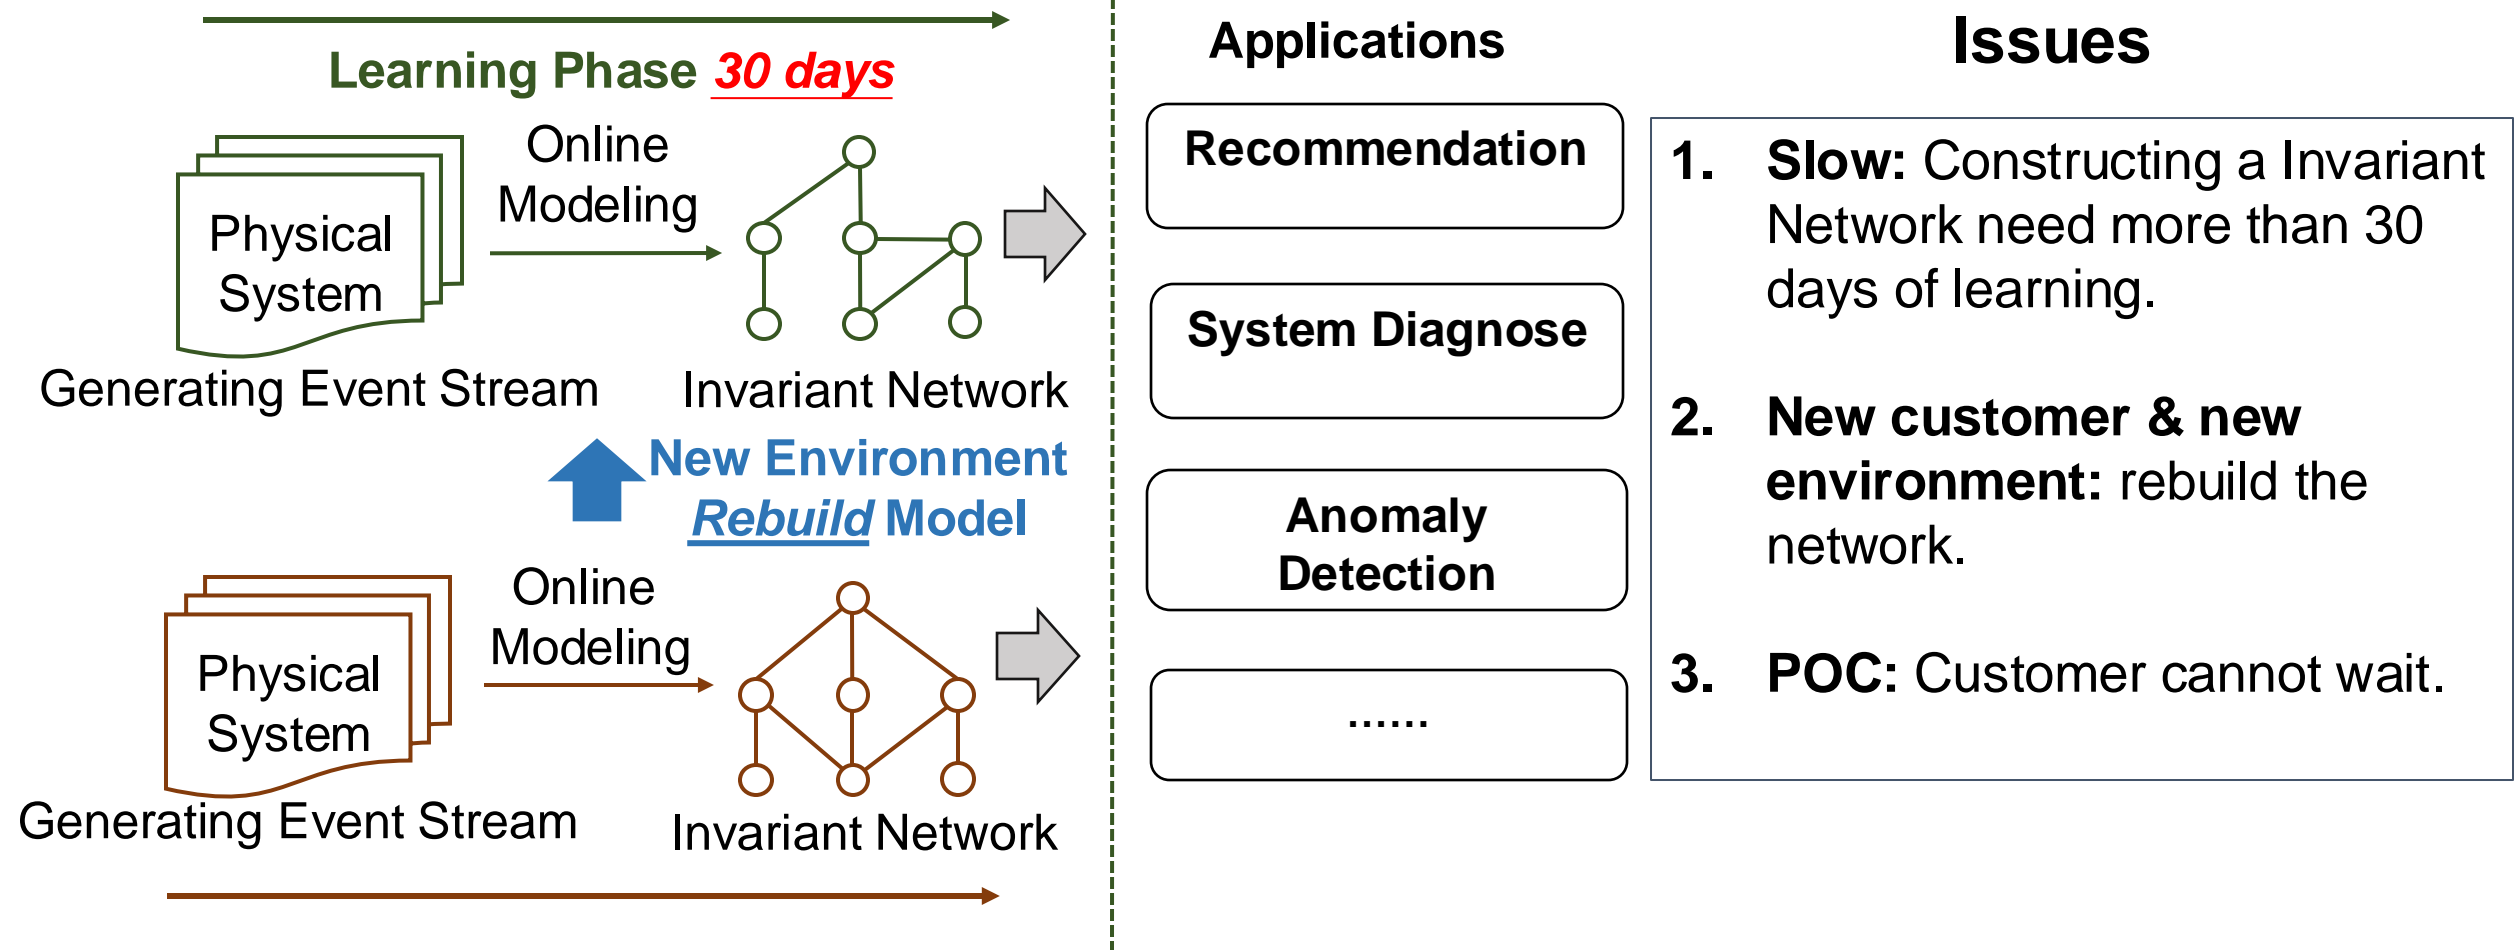 Learning Phase 30 days
Online
Modeling
Physical
System
Generating Event Stream
Invariant Network
New Environment
Rebuild Model
Online
Modeling
Physical
System
Generating Event Stream
Invariant Network
Applications
Recommendation
System Diagnose
Anomaly
Detection
......
Issues
1. Slow: Constructing a Invariant
Network need more than 30
days of learning.
2. New customer & new
environment: rebuild the
network.
3. POC: Customer cannot wait.